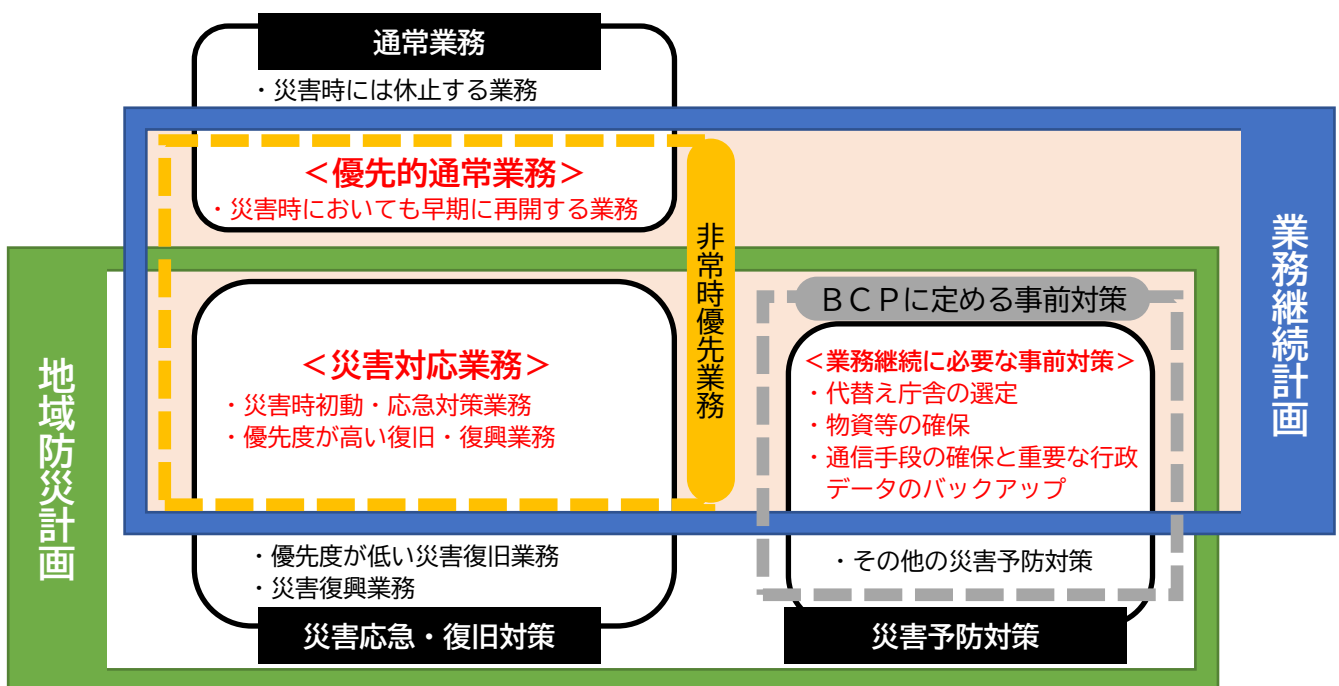 通常業務
・災害時には休止する業務
＜優先的通常業務＞
・災害時においても早期に再開する業務
非常時優先業務
業務継続計画
地域防災計画
＜災害対応業務＞
・災害時初動・応急対策業務
・優先度が高い復旧・復興業務
ＢＣＰに定める事前対策
＜業務継続に必要な事前対策＞
・代替え庁舎の選定
・物資等の確保
・通信手段の確保と重要な行政
データのバックアップ
・優先度が低い災害復旧業務
・災害復興業務
・その他の災害予防対策
災害応急・復旧対策
災害予防対策